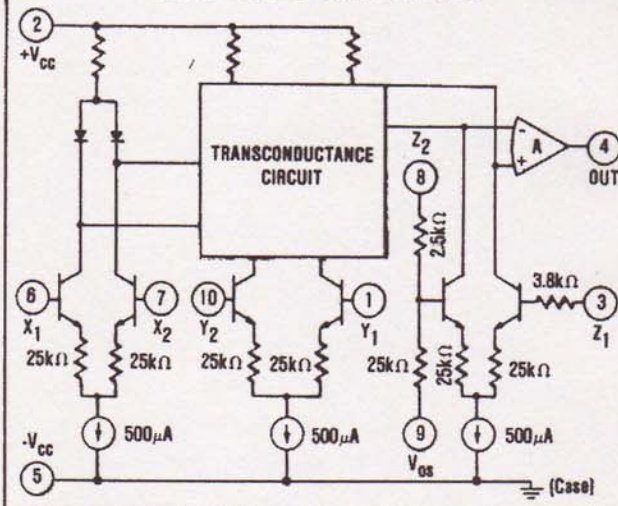 2
+Vcc
TRANSCONDUCTANCE
CIRCUIT
Z2
8
-
A
+
4
OUT
2.5kΩ
3.8kΩ
3
Z1
6
X1
7
X2
10
Y2
1
Y1
25kΩ
25kΩ
25kΩ
25kΩ
25kΩ
25kΩ
25kΩ
500μA
500μA
9
Vos
500μA
-Vcc
5
(Case)